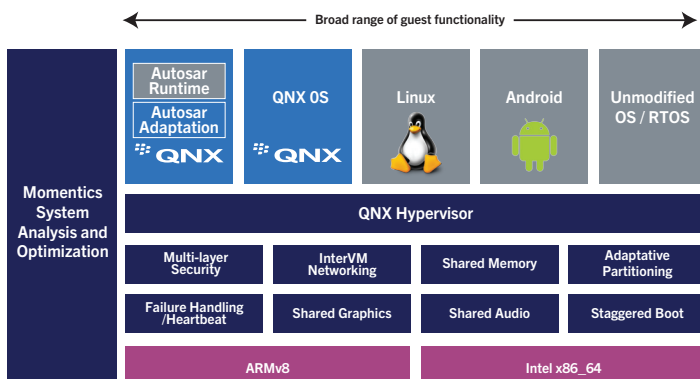 Broad range of guest functionality
Momentics
System
Analysis and
Optimization
Autosar
Runtime
Autosar
Adaptation
QNX
QNX 0S
QNX
Linux
Android
Unmodified
OS / RTOS
QNX Hypervisor
Multi-layer
Security
InterVM
Networking
Shared Memory
Adaptative
Partitioning
Failure Handling
/Heartbeat
Shared Graphics
Shared Audio
Staggered Boot
ARMv8
Intel x86_64